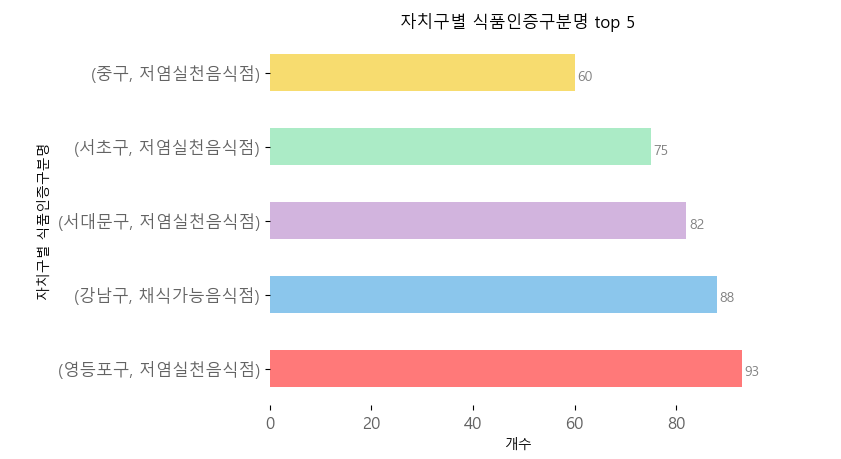 자치구별 식품인증구분명 top 5
자치구별 식품인증구분명
(중구, 저염실천음식점)
60
(서초구, 저염실천음식점)
75
(서대문구, 저염실천음식점)
82
(강남구, 채식가능음식점)
88
(영등포구, 저염실천음식점)
93
0 20 40 60 80
개수